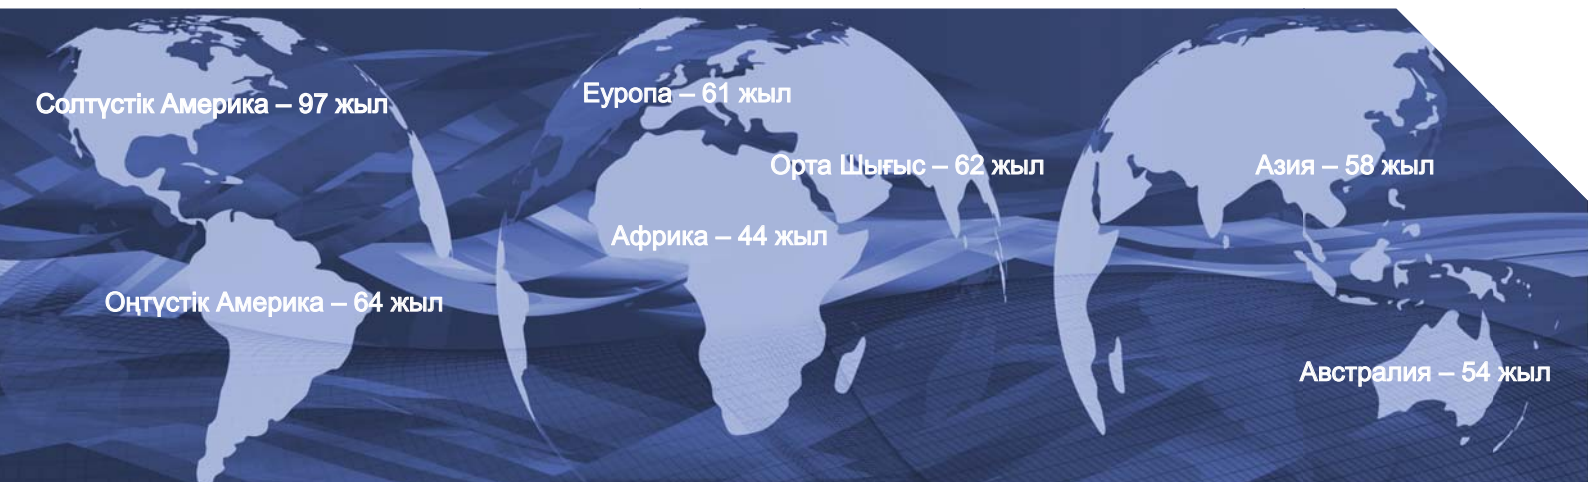 Солтүстік Америка – 97 жыл
Еуропа – 61 жыл
Орта Шығыс – 62 жыл
Азия – 58 жыл
Африка – 44 жыл
Оңтүстік Америка – 64 жыл
Австралия – 54 жыл